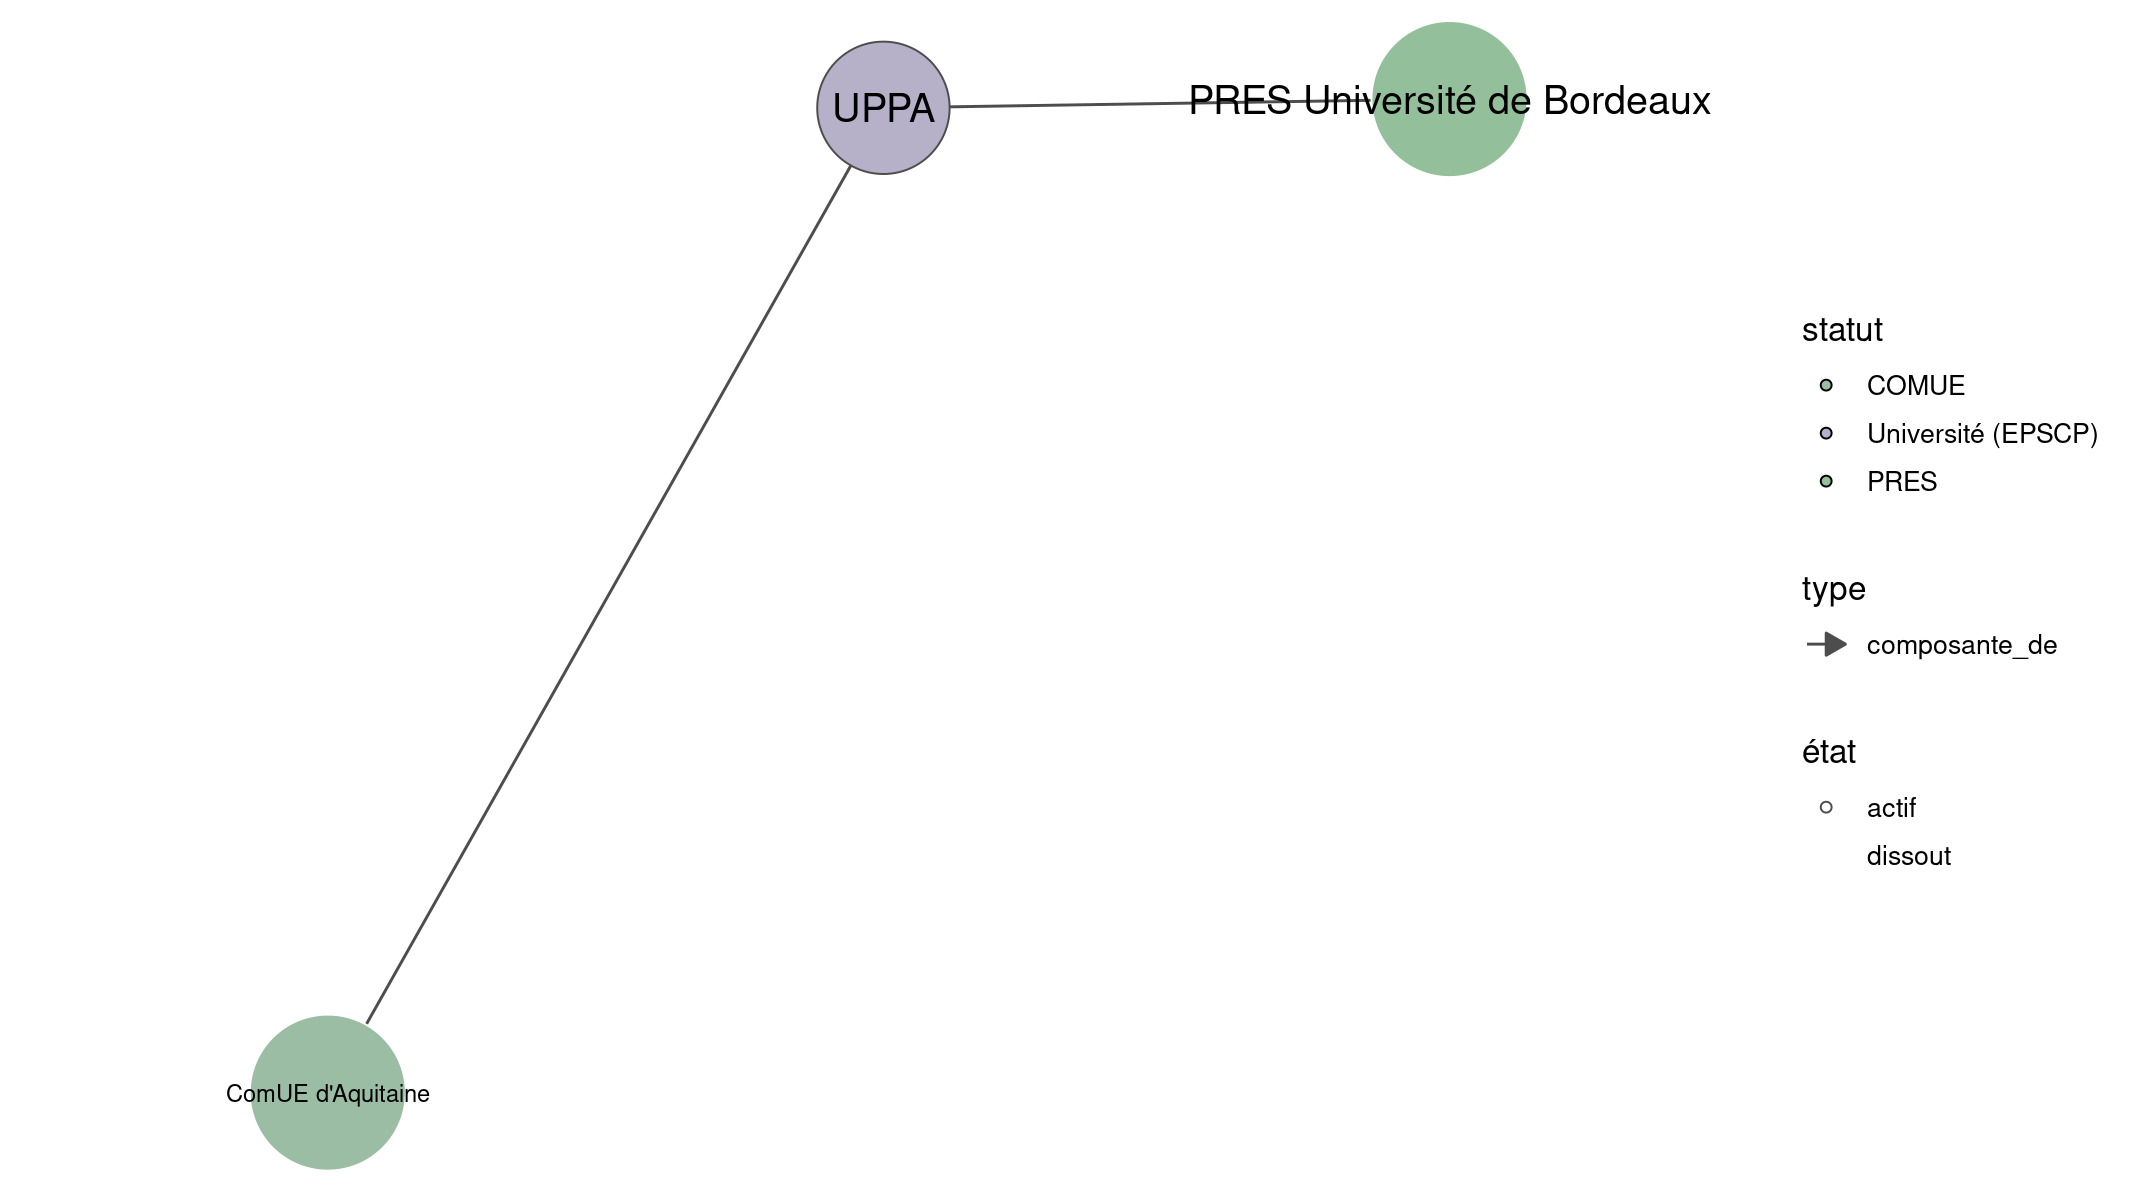 UPPA
PRES Université de Bordeaux
statut
COMUE
Université (EPSCP)
PRES
type
composante_de
état
actif
dissout
ComUE d'Aquitaine